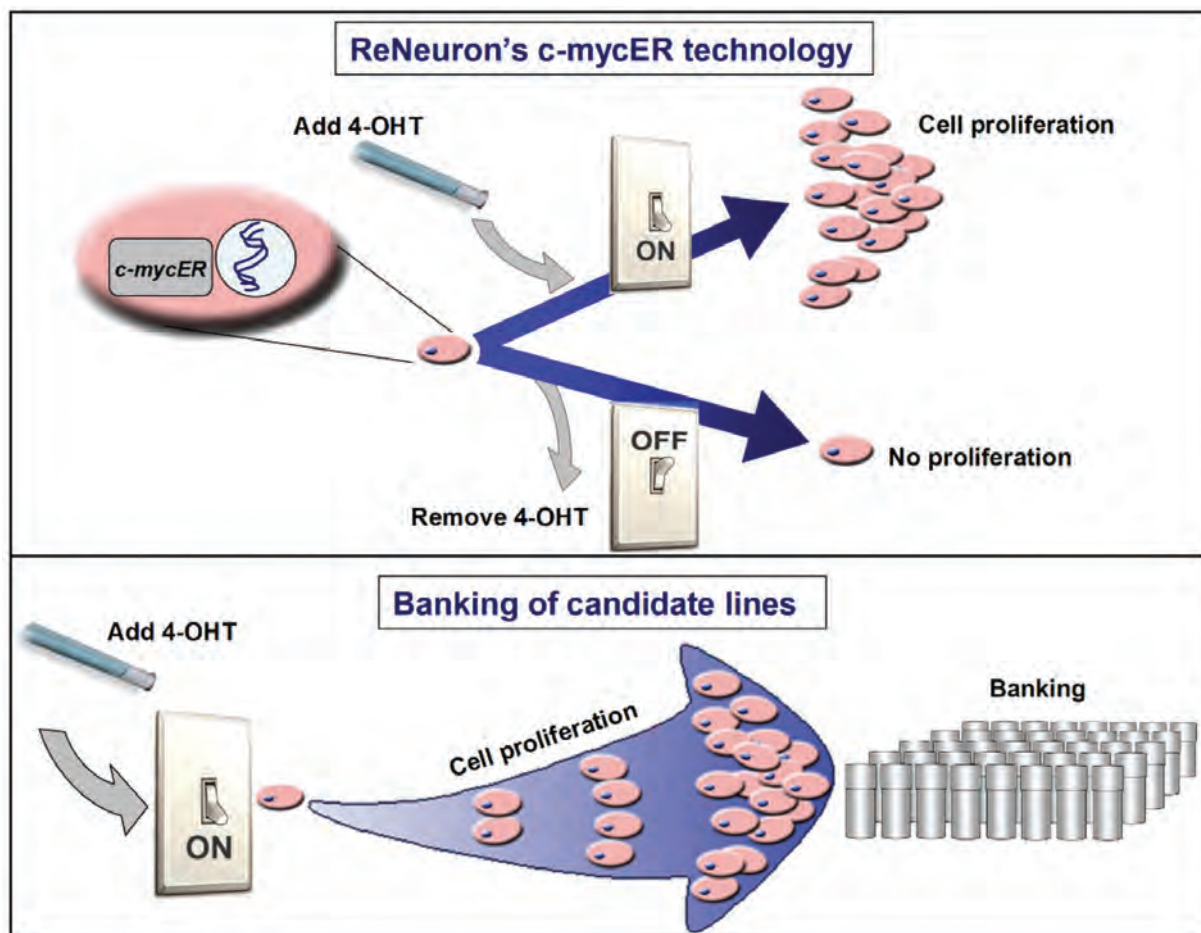 ReNeuron's c-mycER technology
Add 4-OHT
Cell proliferation
ON
c-mycER
OFF
No proliferation
Remove 4-OHT
Banking of candidate lines
Add 4-OHT
Banking
Cell proliferation
ON